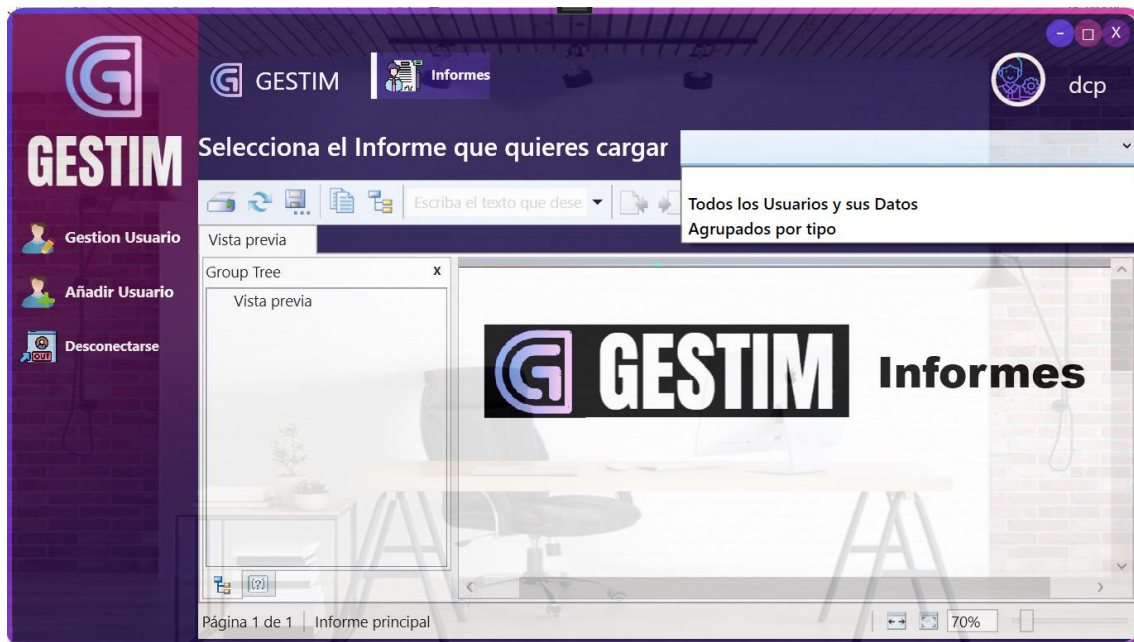 GESTIM
Informes
dcp
- □ X
GESTIM
Selecciona el Informe que quieres cargar
Todos los Usuarios y sus Datos
Agrupados por tipo
Escriba el texto que dese
Gestion Usuario
Añadir Usuario
Desconectarse
Vista previa
Group Tree
x
Vista previa
GESTIM
Informes
Página 1 de 1
Informe principal
70%